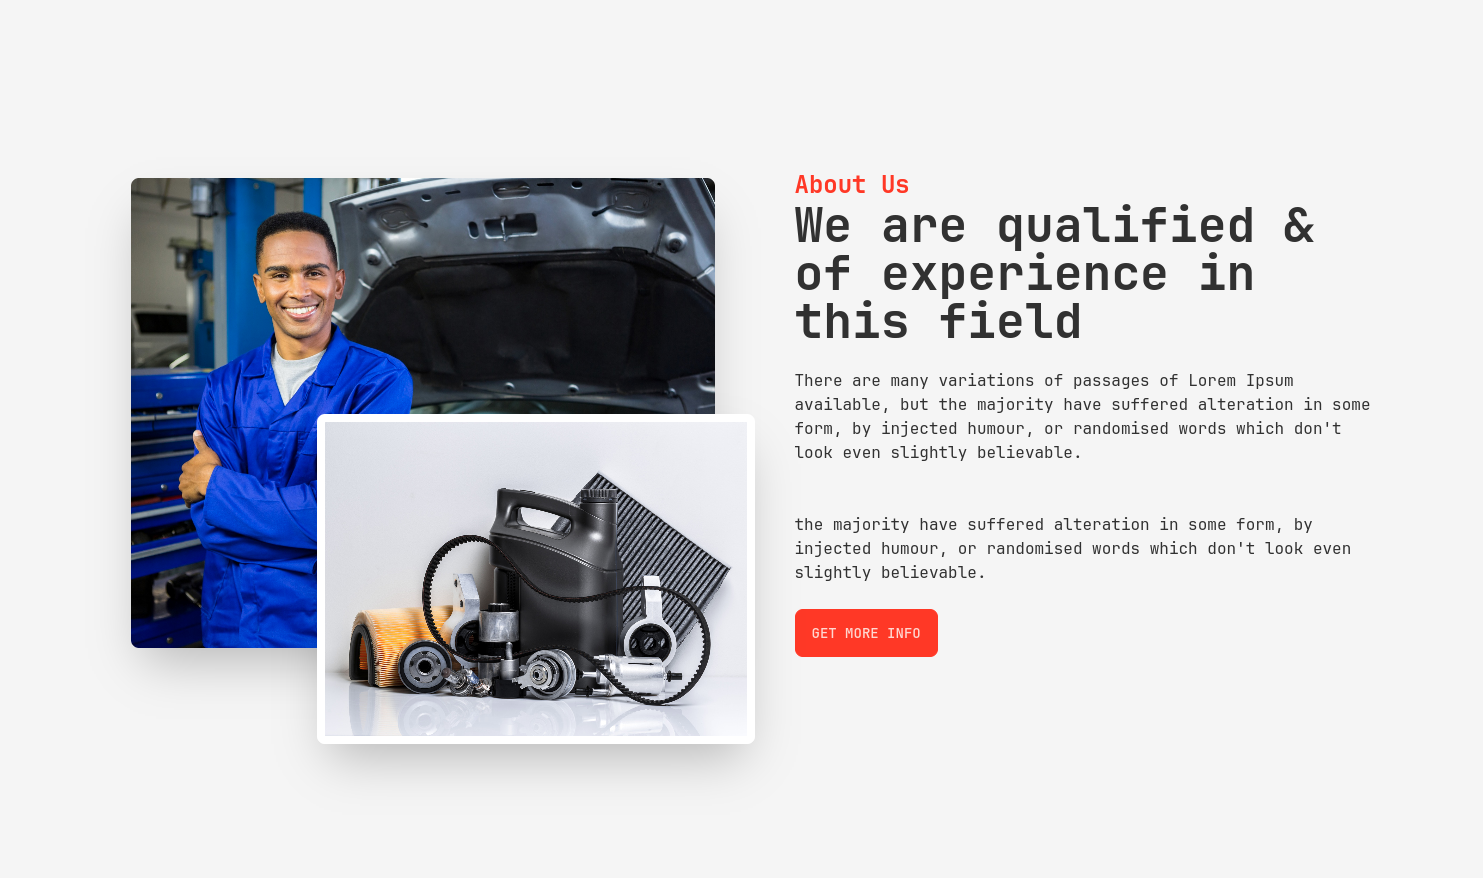 About Us
We are qualified &
of experience in
this field
There are many variations of passages of Lorem Ipsum
available, but the majority have suffered alteration in some
form, by injected humour, or randomised words which don't
look even slightly believable.
the majority have suffered alteration in some form, by
injected humour, or randomised words which don't look even
slightly believable.
GET MORE INFO